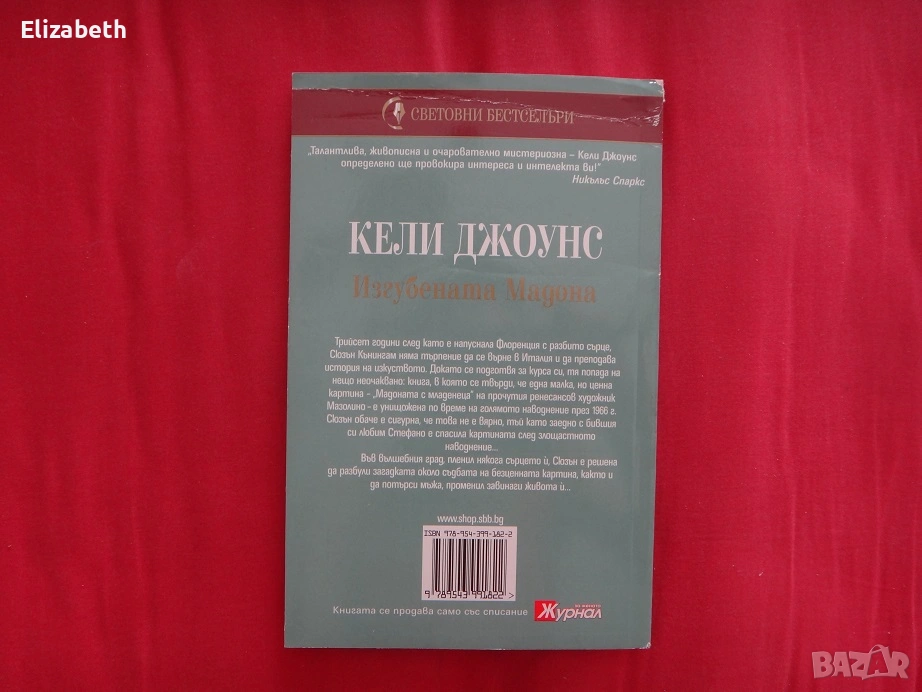 Elizabeth
СВЕТОВНИ БЕСТСЕЛЪРИ
„Талантлива, живописна и очарователно мистериозна – Кели Джоунс
определено ще провокира интереса и интелекта ви!"
Никълъс Спаркс
КЕЛИ ДЖОУНС
Изгубената Мадона
Трийсет години след като е напуснала Флоренция с разбито сърце,
Сюзън Кънингам няма търпение да се върне в Италия и да преподава
история на изкуството. Докато се подготвя за курса си, тя попада на
нещо неочаквано: книга, в която се твърди, че една малка, но ценна
картина – „Мадоната с младенеца" на прочутия ренесансов художник
Мазолино – е унищожена по време на голямото наводнение през 1966 г.
Сюзън обаче е сигурна, че това не е вярно, тъй като заедно с бившия
си любим Стефано е спасила картината след злощастното
наводнение...
Във вълшебния град, пленил някога сърцето ѝ, Сюзън е решена
да разбули загадката около съдбата на безценната картина, както и
да потърси мъжа, променил завинаги живота ѝ...
www.shop.sbb.bg
ISBN 978-954-399-182-2
9 789543 991822 >
Книгата се продава само със списание
Журнал
BAZAR